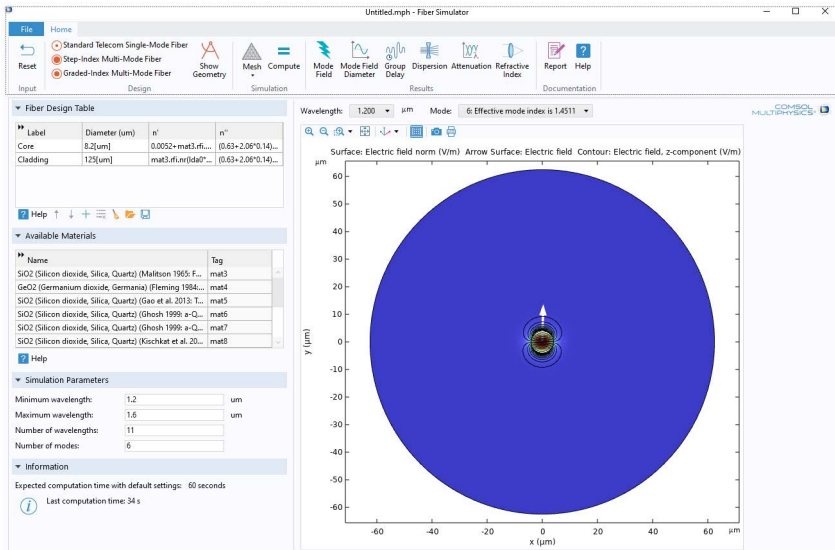 Untitled.mph - Fiber Simulator
File Home
Reset
Standard Telecom Single-Mode Fiber
Step-Index Multi-Mode Fiber
Graded-Index Multi-Mode Fiber
Show Geometry
Mesh Compute
Mode Field
Mode Field Diameter
Group Delay
Dispersion
Attenuation
Refractive Index
Report
Help
Input Design Simulation Results Documentation
Fiber Design Table
Label Diameter (um) n' n''
Core 8.2[um] 0.0052+mat3.rfi.... (0.63+2.06*0.14)...
Cladding 125[um] mat3.rfi.nr(lda0*... (0.63+2.06*0.14)...
Help
Available Materials
Name Tag
SiO2 (Silicon dioxide, Silica, Quartz) (Malitson 1965: F... mat3
GeO2 (Germanium dioxide, Germania) (Fleming 1984:... mat4
SiO2 (Silicon dioxide, Silica, Quartz) (Gao et al. 2013: T... mat5
SiO2 (Silicon dioxide, Silica, Quartz) (Ghosh 1999: a-Q... mat6
SiO2 (Silicon dioxide, Silica, Quartz) (Ghosh 1999: a-Q... mat7
SiO2 (Silicon dioxide, Silica, Quartz) (Kischkat et al. 20... mat8
Help
Simulation Parameters
Minimum wavelength: 1.2 um
Maximum wavelength: 1.6 um
Number of wavelengths: 11
Number of modes: 6
Information
Expected computation time with default settings: 60 seconds
Last computation time: 34 s
Wavelength: 1.200 μm Mode: 6: Effective mode index is 1.4511
COMSOL
MULTIPHYSICS
Surface: Electric field norm (V/m) Arrow Surface: Electric field Contour: Electric field, z-component (V/m)
μm
60
50
40
30
20
10
0
-10
-20
-30
-40
-50
-60
y (μm)
-60 -40 -20 0 20 40 60 μm
x (μm)